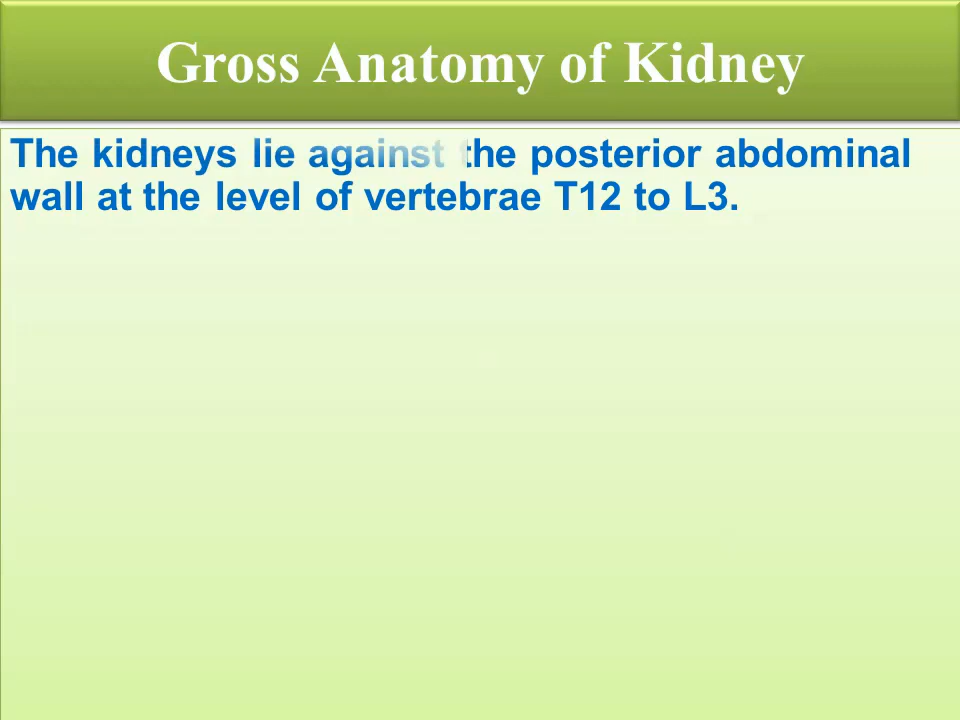 Gross Anatomy of Kidney
The kidneys lie against the posterior abdominal
wall at the level of vertebrae T12 to L3.